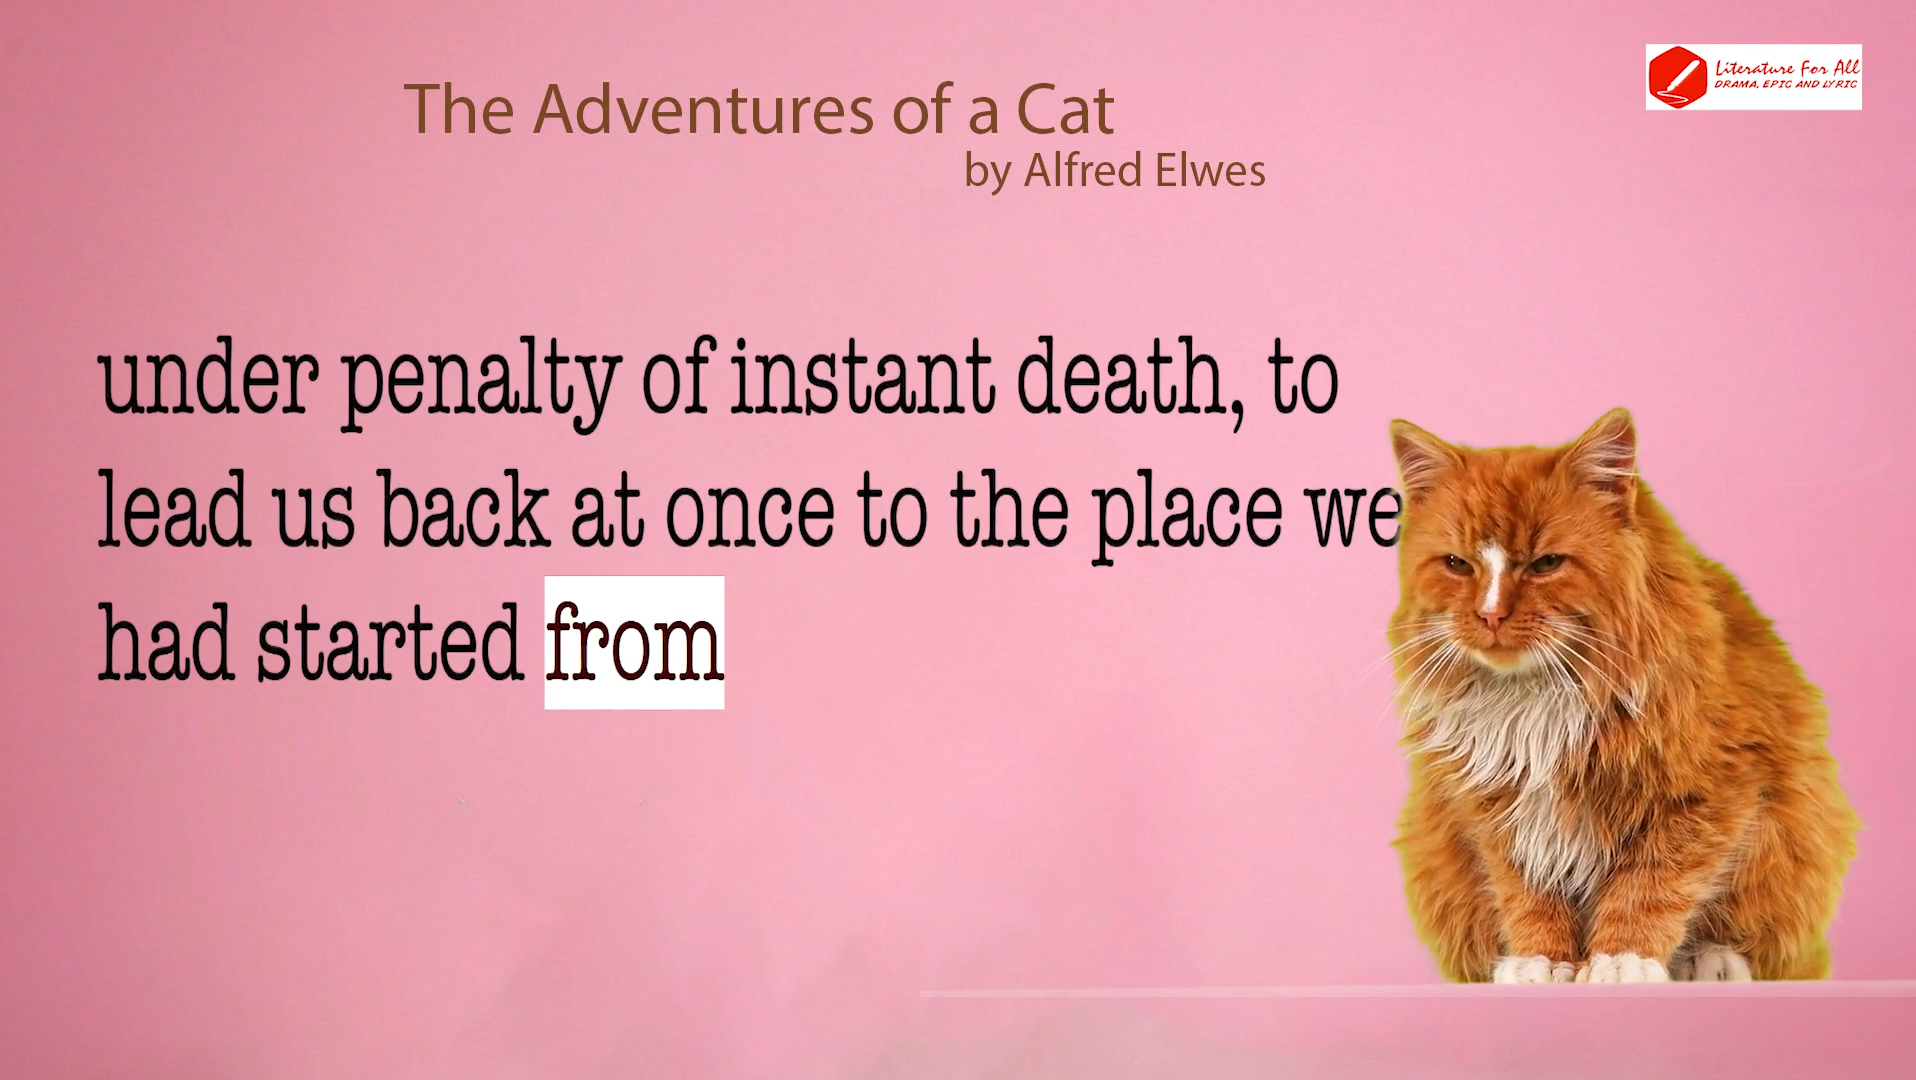 The Adventures of a Cat
by Alfred Elwes
Literature For All
DRAMA, EPIC AND LYRIC
under penalty of instant death, to
lead us back at once to the place we
had started from